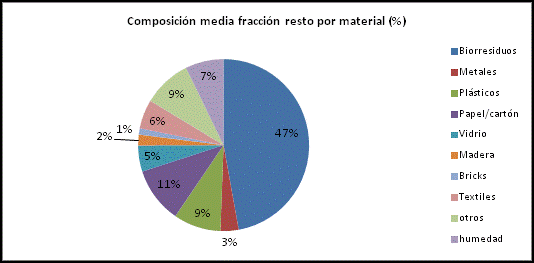 Composición media fracción resto por material (%)
7%
9%
6%
1%
2%
5%
11%
9%
3%
47%
Biorresiduos
Metales
Plásticos
Papel/cartón
Vidrio
Madera
Bricks
Textiles
otros
humedad